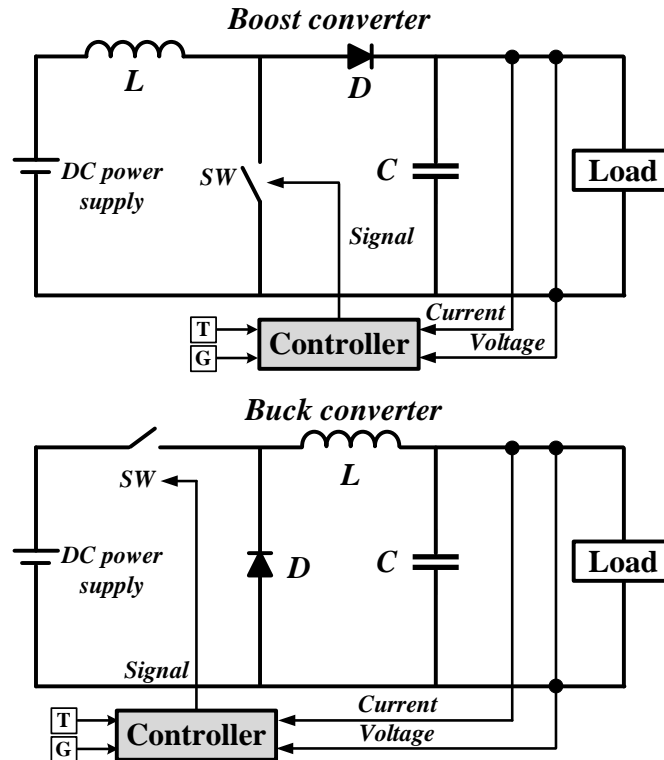 Boost converter
L
D
DC power
supply
SW
C
Load
Signal
T
G
Controller
Current
Voltage
Buck converter
SW
L
DC power
supply
D
C
Load
Signal
T
G
Controller
Current
Voltage